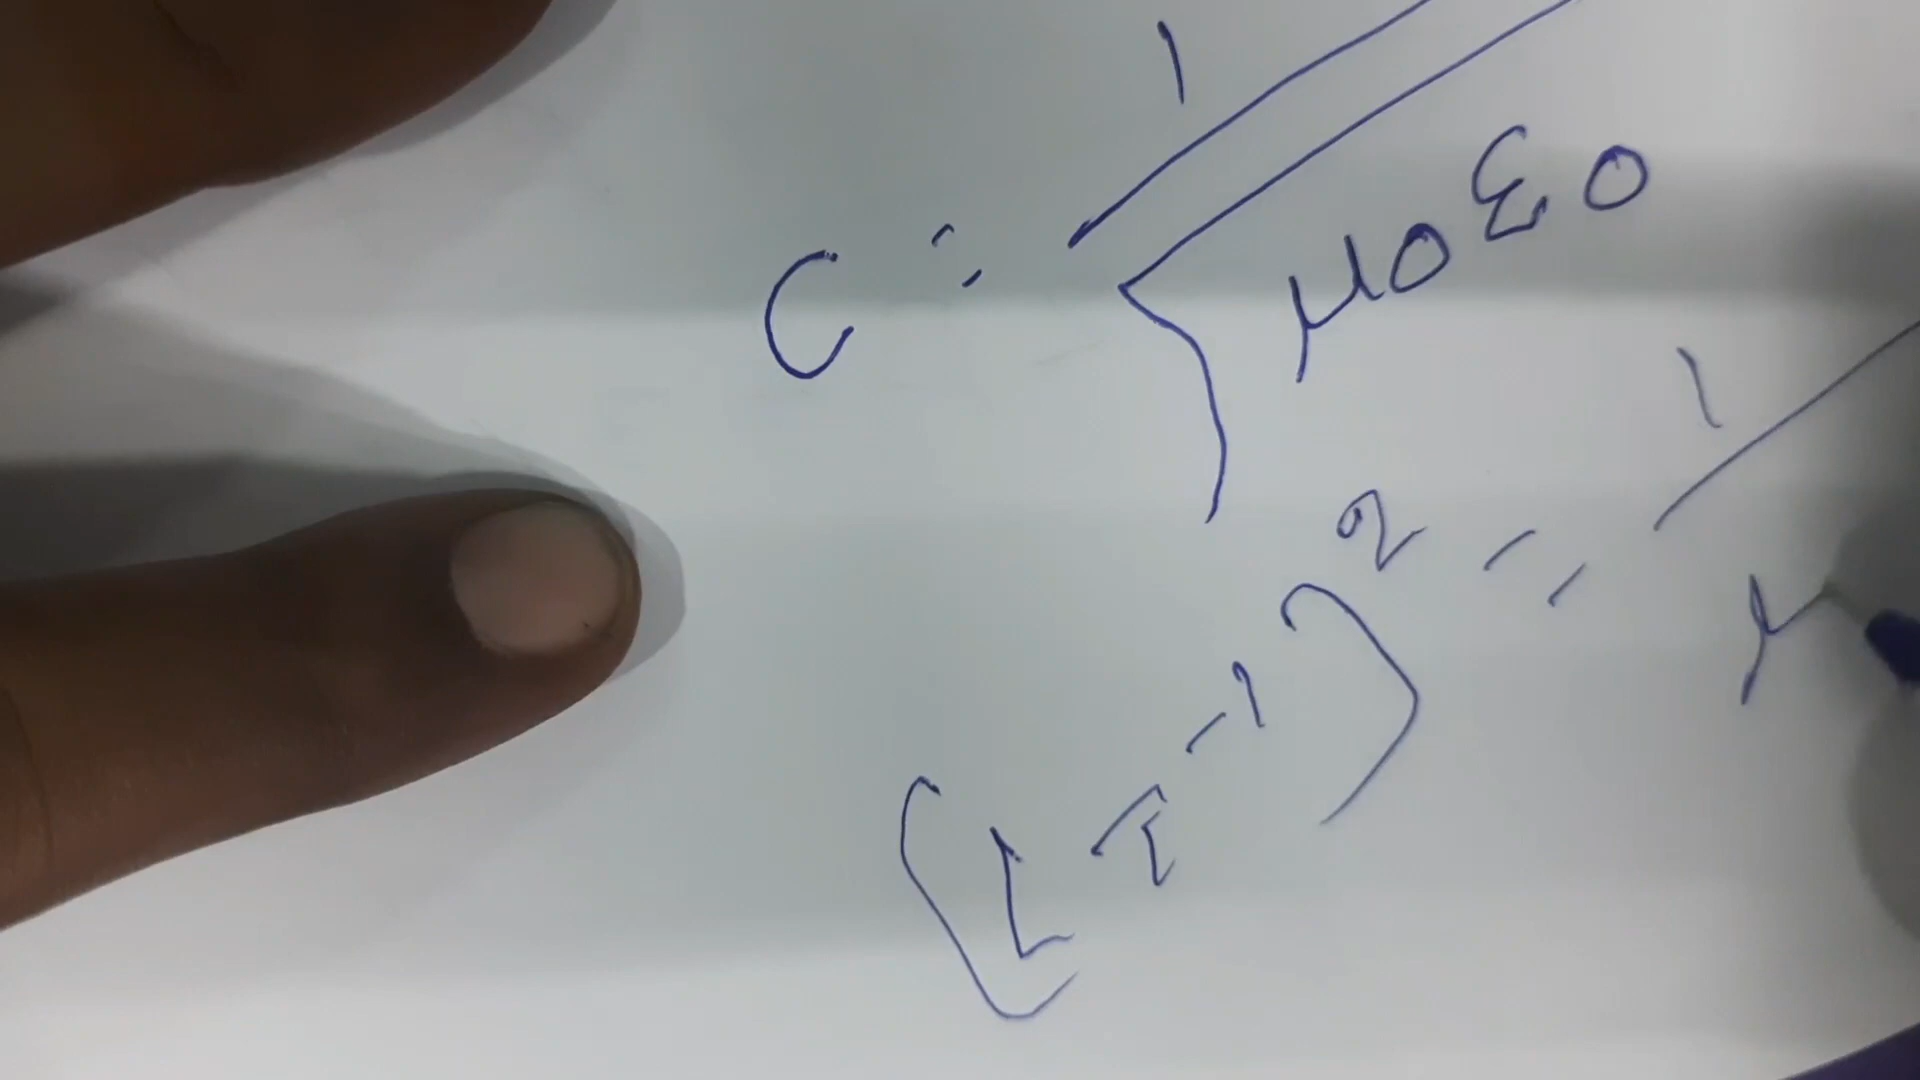 C = 1/√μ0ε0
[LT⁻¹]² = 1/μ